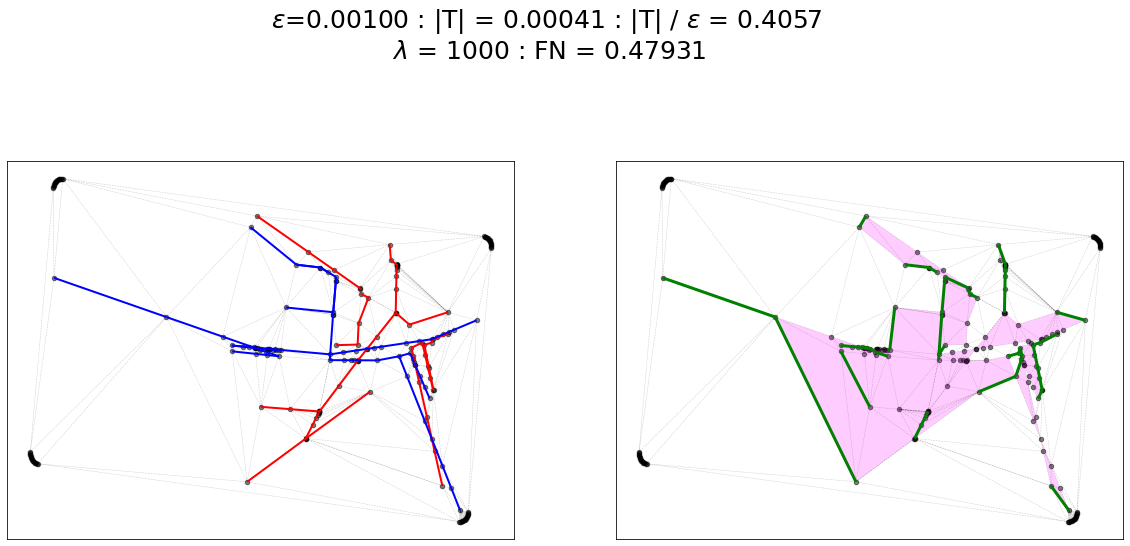 ε=0.00100 : |T| = 0.00041 : |T| / ε = 0.4057
λ = 1000 : FN = 0.47931